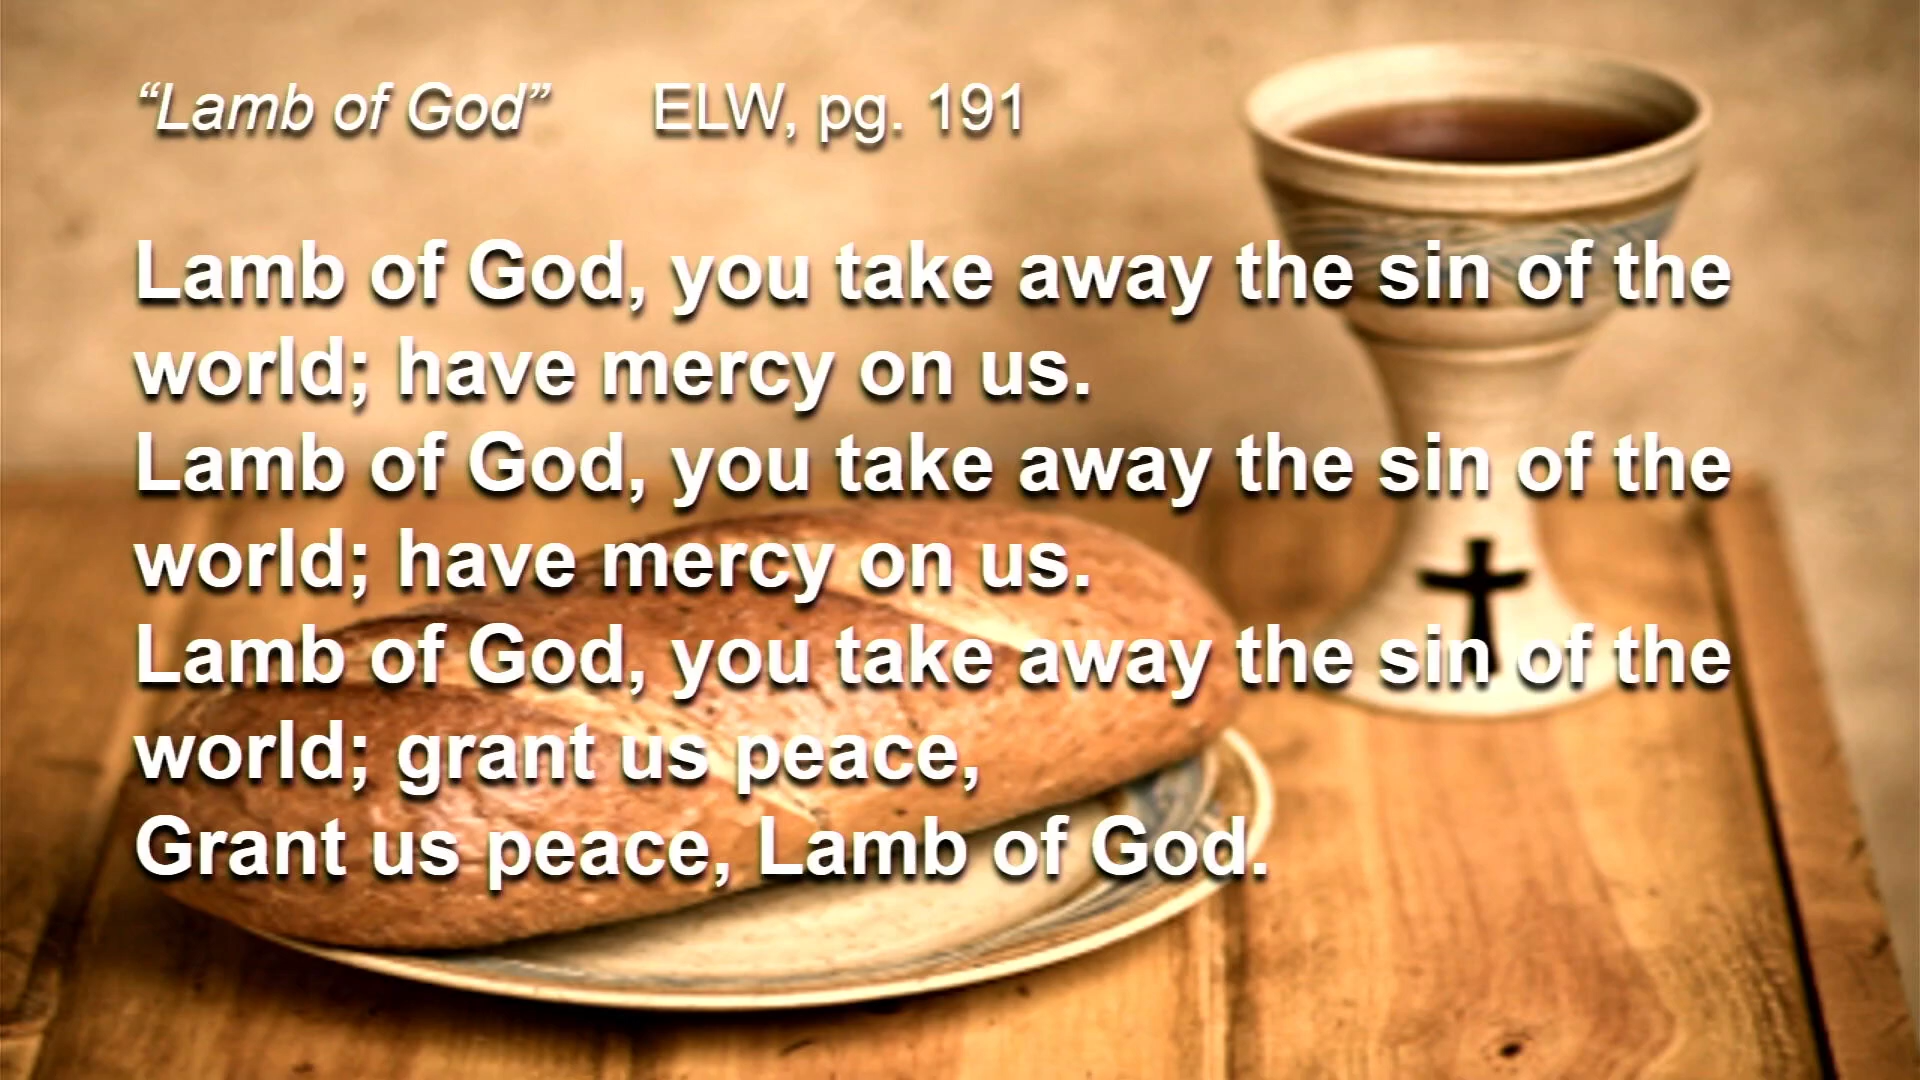 “Lamb of God” ELW, pg. 191
Lamb of God, you take away the sin of the
world; have mercy on us.
Lamb of God, you take away the sin of the
world; have mercy on us.
Lamb of God, you take away the sin of the
world; grant us peace,
Grant us peace, Lamb of God.